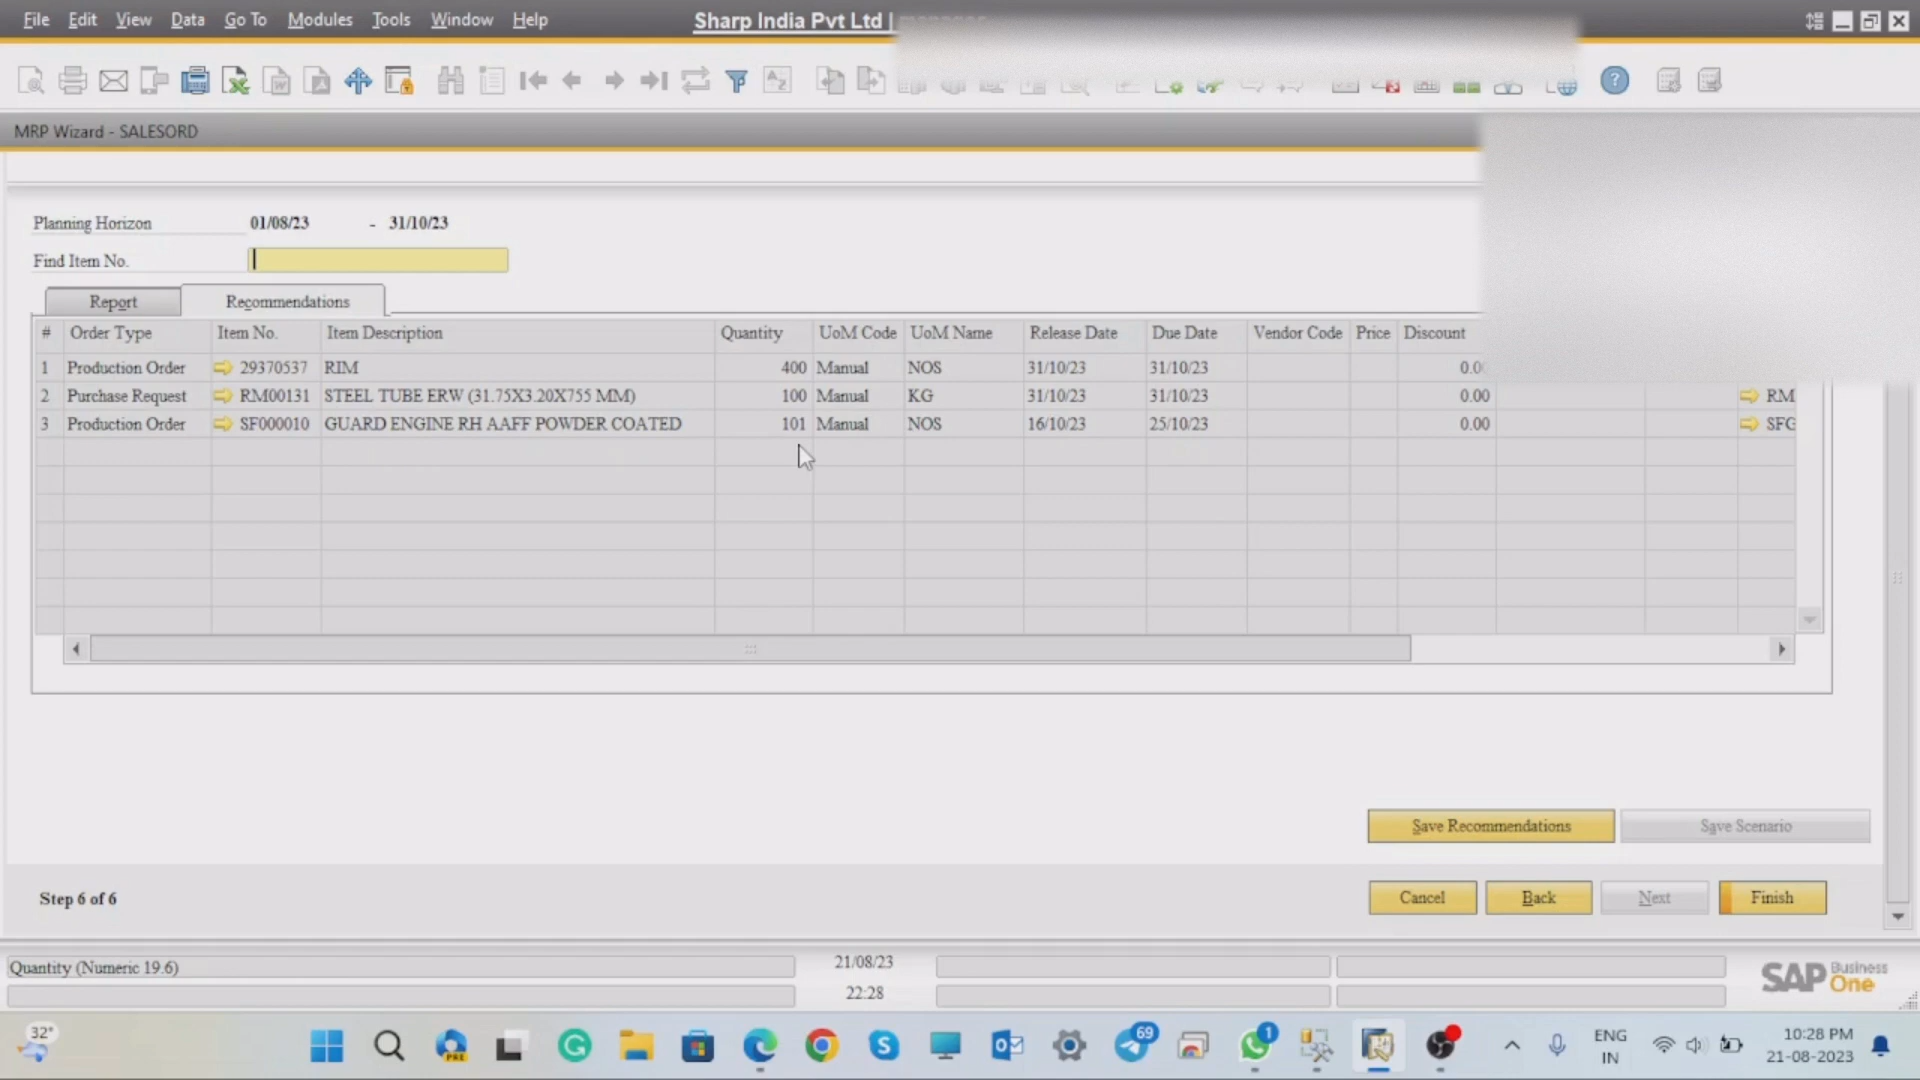 File Edit View Data Go To Modules Tools Window Help Sharp India Pvt Ltd |
MRP Wizard - SALESORD
Planning Horizon 01/08/23 - 31/10/23
Find Item No.
Report Recommendations
# Order Type Item No. Item Description Quantity UoM Code UoM Name Release Date Due Date Vendor Code Price Discount
1 Production Order 29370537 RIM 400 Manual NOS 31/10/23 31/10/23 0.00
2 Purchase Request RM00131 STEEL TUBE ERW (31.75X3.20X755 MM) 100 Manual KG 31/10/23 31/10/23 0.00 RM
3 Production Order SF000010 GUARD ENGINE RH AAFF POWDER COATED 101 Manual NOS 16/10/23 25/10/23 0.00 SFG
Save Recommendations Save Scenario
Step 6 of 6 Cancel Back Next Finish
Quantity (Numeric 19.6) 21/08/23
22:28
SAP Business One
32° PRE 69 1 ENG IN 10:28 PM
21-08-2023